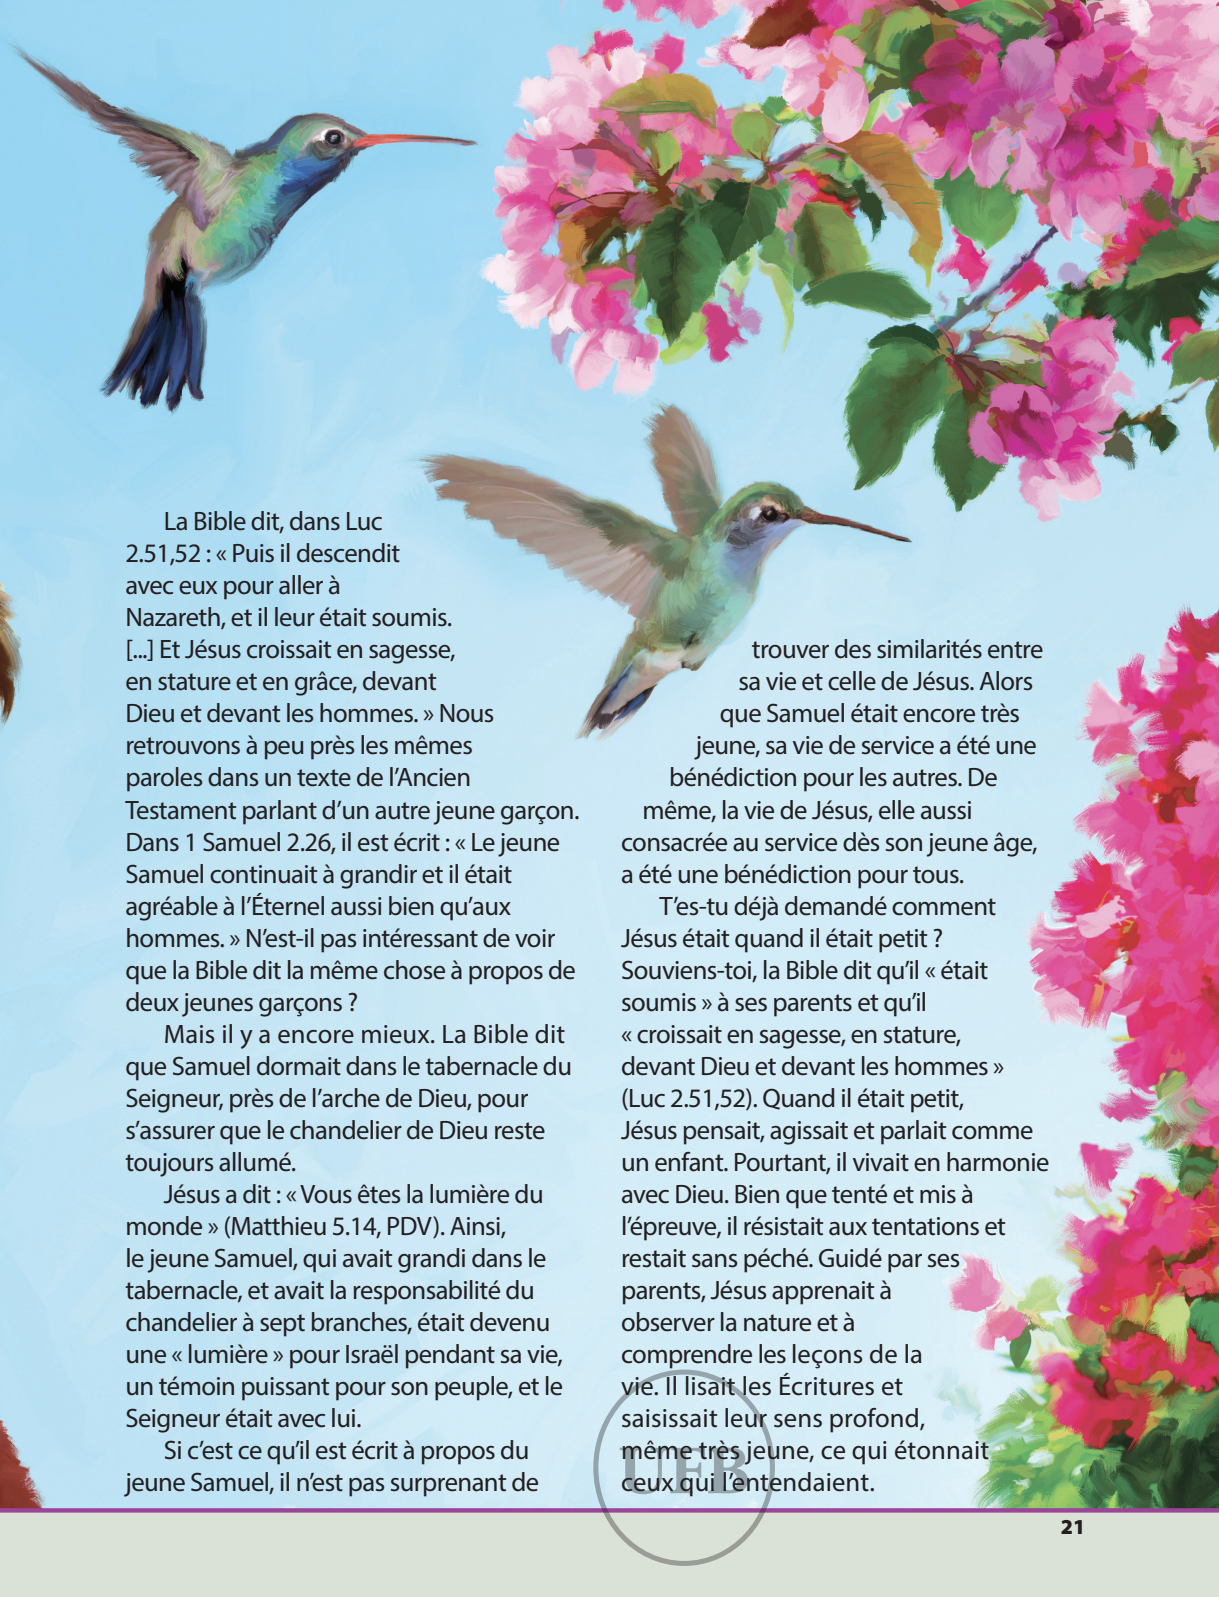 La Bible dit, dans Luc
2.51,52 : « Puis il descendit
avec eux pour aller à
Nazareth, et il leur était soumis.
[...] Et Jésus croissait en sagesse,
en stature et en grâce, devant
Dieu et devant les hommes. » Nous
retrouvons à peu près les mêmes
paroles dans un texte de l’Ancien
Testament parlant d’un autre jeune garçon.
Dans 1 Samuel 2.26, il est écrit : « Le jeune
Samuel continuait à grandir et il était
agréable à l’Éternel aussi bien qu’aux
hommes. » N’est-il pas intéressant de voir
que la Bible dit la même chose à propos de
deux jeunes garçons ?
Mais il y a encore mieux. La Bible dit
que Samuel dormait dans le tabernacle du
Seigneur, près de l’arche de Dieu, pour
s’assurer que le chandelier de Dieu reste
toujours allumé.
Jésus a dit : « Vous êtes la lumière du
monde » (Matthieu 5.14, PDV). Ainsi,
le jeune Samuel, qui avait grandi dans le
tabernacle, et avait la responsabilité du
chandelier à sept branches, était devenu
une « lumière » pour Israël pendant sa vie,
un témoin puissant pour son peuple, et le
Seigneur était avec lui.
Si c’est ce qu’il est écrit à propos du
jeune Samuel, il n’est pas surprenant de
trouver des similarités entre
sa vie et celle de Jésus. Alors
que Samuel était encore très
jeune, sa vie de service a été une
bénédiction pour les autres. De
même, la vie de Jésus, elle aussi
consacrée au service dès son jeune âge,
a été une bénédiction pour tous.
T’es-tu déjà demandé comment
Jésus était quand il était petit ?
Souviens-toi, la Bible dit qu’il « était
soumis » à ses parents et qu’il
« croissait en sagesse, en stature,
devant Dieu et devant les hommes »
(Luc 2.51,52). Quand il était petit,
Jésus pensait, agissait et parlait comme
un enfant. Pourtant, il vivait en harmonie
avec Dieu. Bien que tenté et mis à
l’épreuve, il résistait aux tentations et
restait sans péché. Guidé par ses
parents, Jésus apprenait à
observer la nature et à
comprendre les leçons de la
vie. Il lisait les Écritures et
saisissait leur sens profond,
même très jeune, ce qui étonnait
ceux qui l’entendaient.
UEB
21